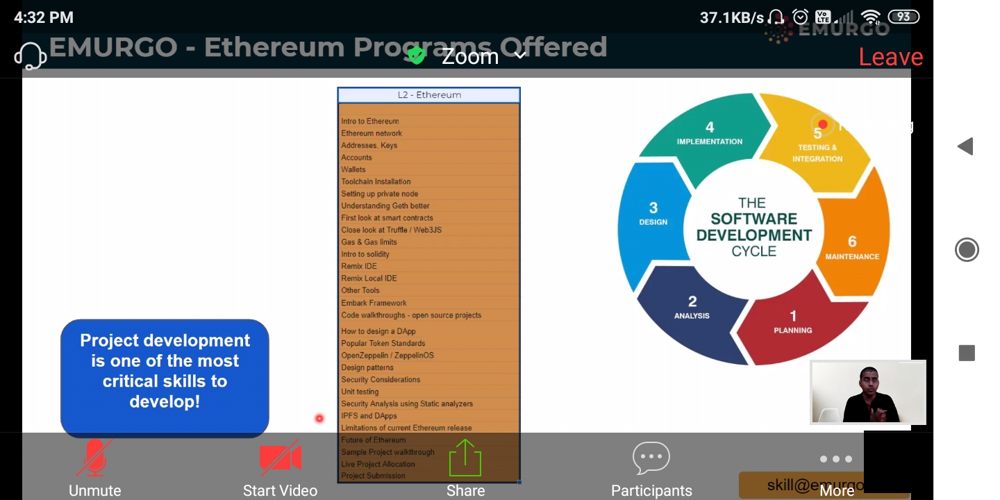 4:32 PM
37.1KB/s
Vo
LTE
93
EMURGO
EMURGO - Ethereum Programs Offered
Zoom
Leave
L2 - Ethereum
Intro to Ethereum
Ethereum network
Addresses, Keys
Accounts
Wallets
Toolchain Installation
Setting up private node
Understanding Geth better
First look at smart contracts
Close look at Truffle / Web3JS
Gas & Gas limits
Intro to solidity
Remix IDE
Remix Local IDE
Other Tools
Embark Framework
Code walkthroughs - open source projects
How to design a DApp
Popular Token Standards
OpenZeppelin / ZeppelinOS
Design patterns
Security Considerations
Unit testing
Security Analysis using Static analyzers
IPFS and DApps
Limitations of current Ethereum release
Future of Ethereum
Sample Project walkthrough
Live Project Allocation
Project Submission
Project development
is one of the most
critical skills to
develop!
4
IMPLEMENTATION
5
TESTING &
INTEGRATION
3
DESIGN
THE
SOFTWARE
DEVELOPMENT
CYCLE
6
MAINTENANCE
2
ANALYSIS
1
PLANNING
Unmute
Start Video
Share
Participants
More
skill@emurgo